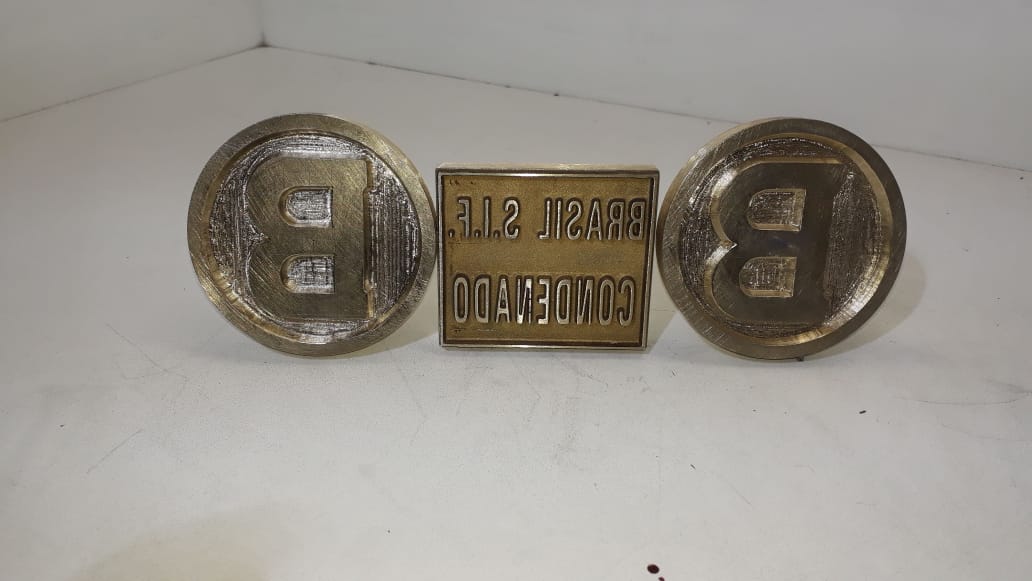 B
BRASIL S.I.F.
CONDENADO
B